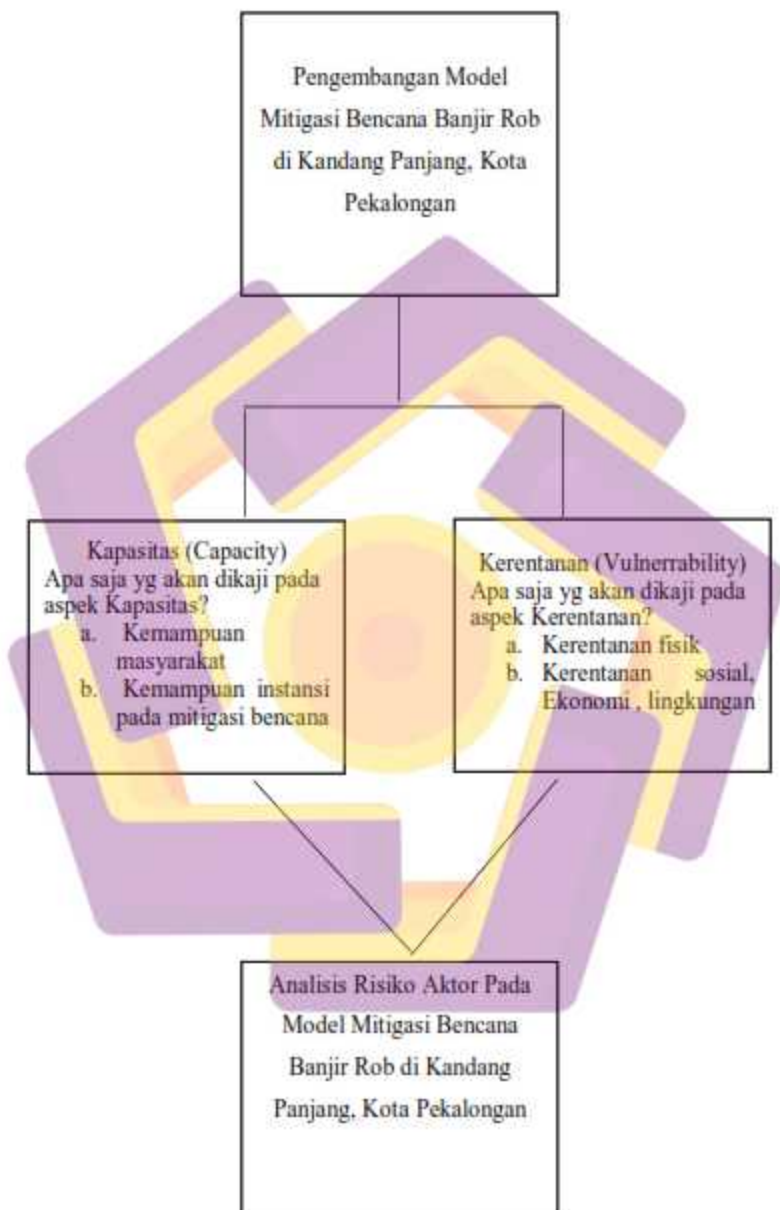 Pengembangan Model
Mitigasi Bencana Banjir Rob
di Kandang Panjang, Kota
Pekalongan
Kapasitas (Capacity)
Apa saja yg akan dikaji pada
aspek Kapasitas?
a. Kemampuan
masyarakat
b. Kemampuan instansi
pada mitigasi bencana
Kerentanan (Vulnerrability)
Apa saja yg akan dikaji pada
aspek Kerentanan?
a. Kerentanan fisik
b. Kerentanan sosial,
Ekonomi , lingkungan
Analisis Risiko Aktor Pada
Model Mitigasi Bencana
Banjir Rob di Kandang
Panjang, Kota Pekalongan